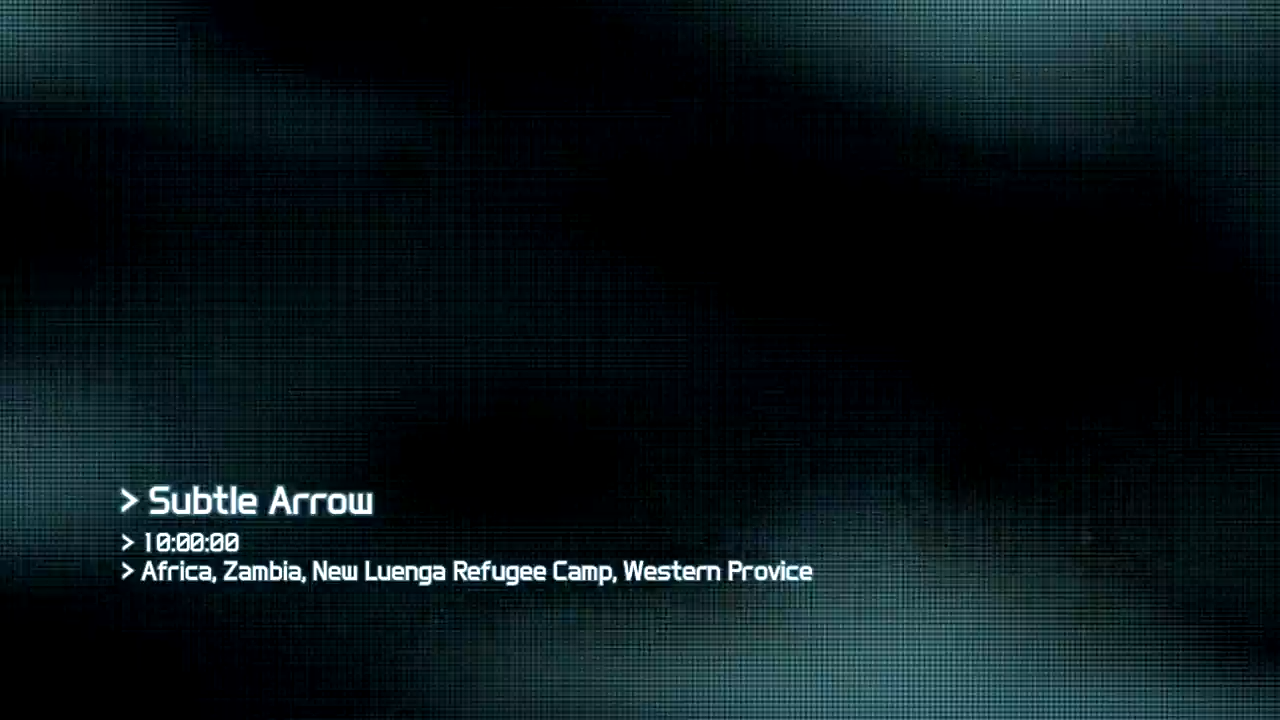 > Subtle Arrow
> 10:00:00
> Africa, Zambia, New Luenga Refugee Camp, Western Provice